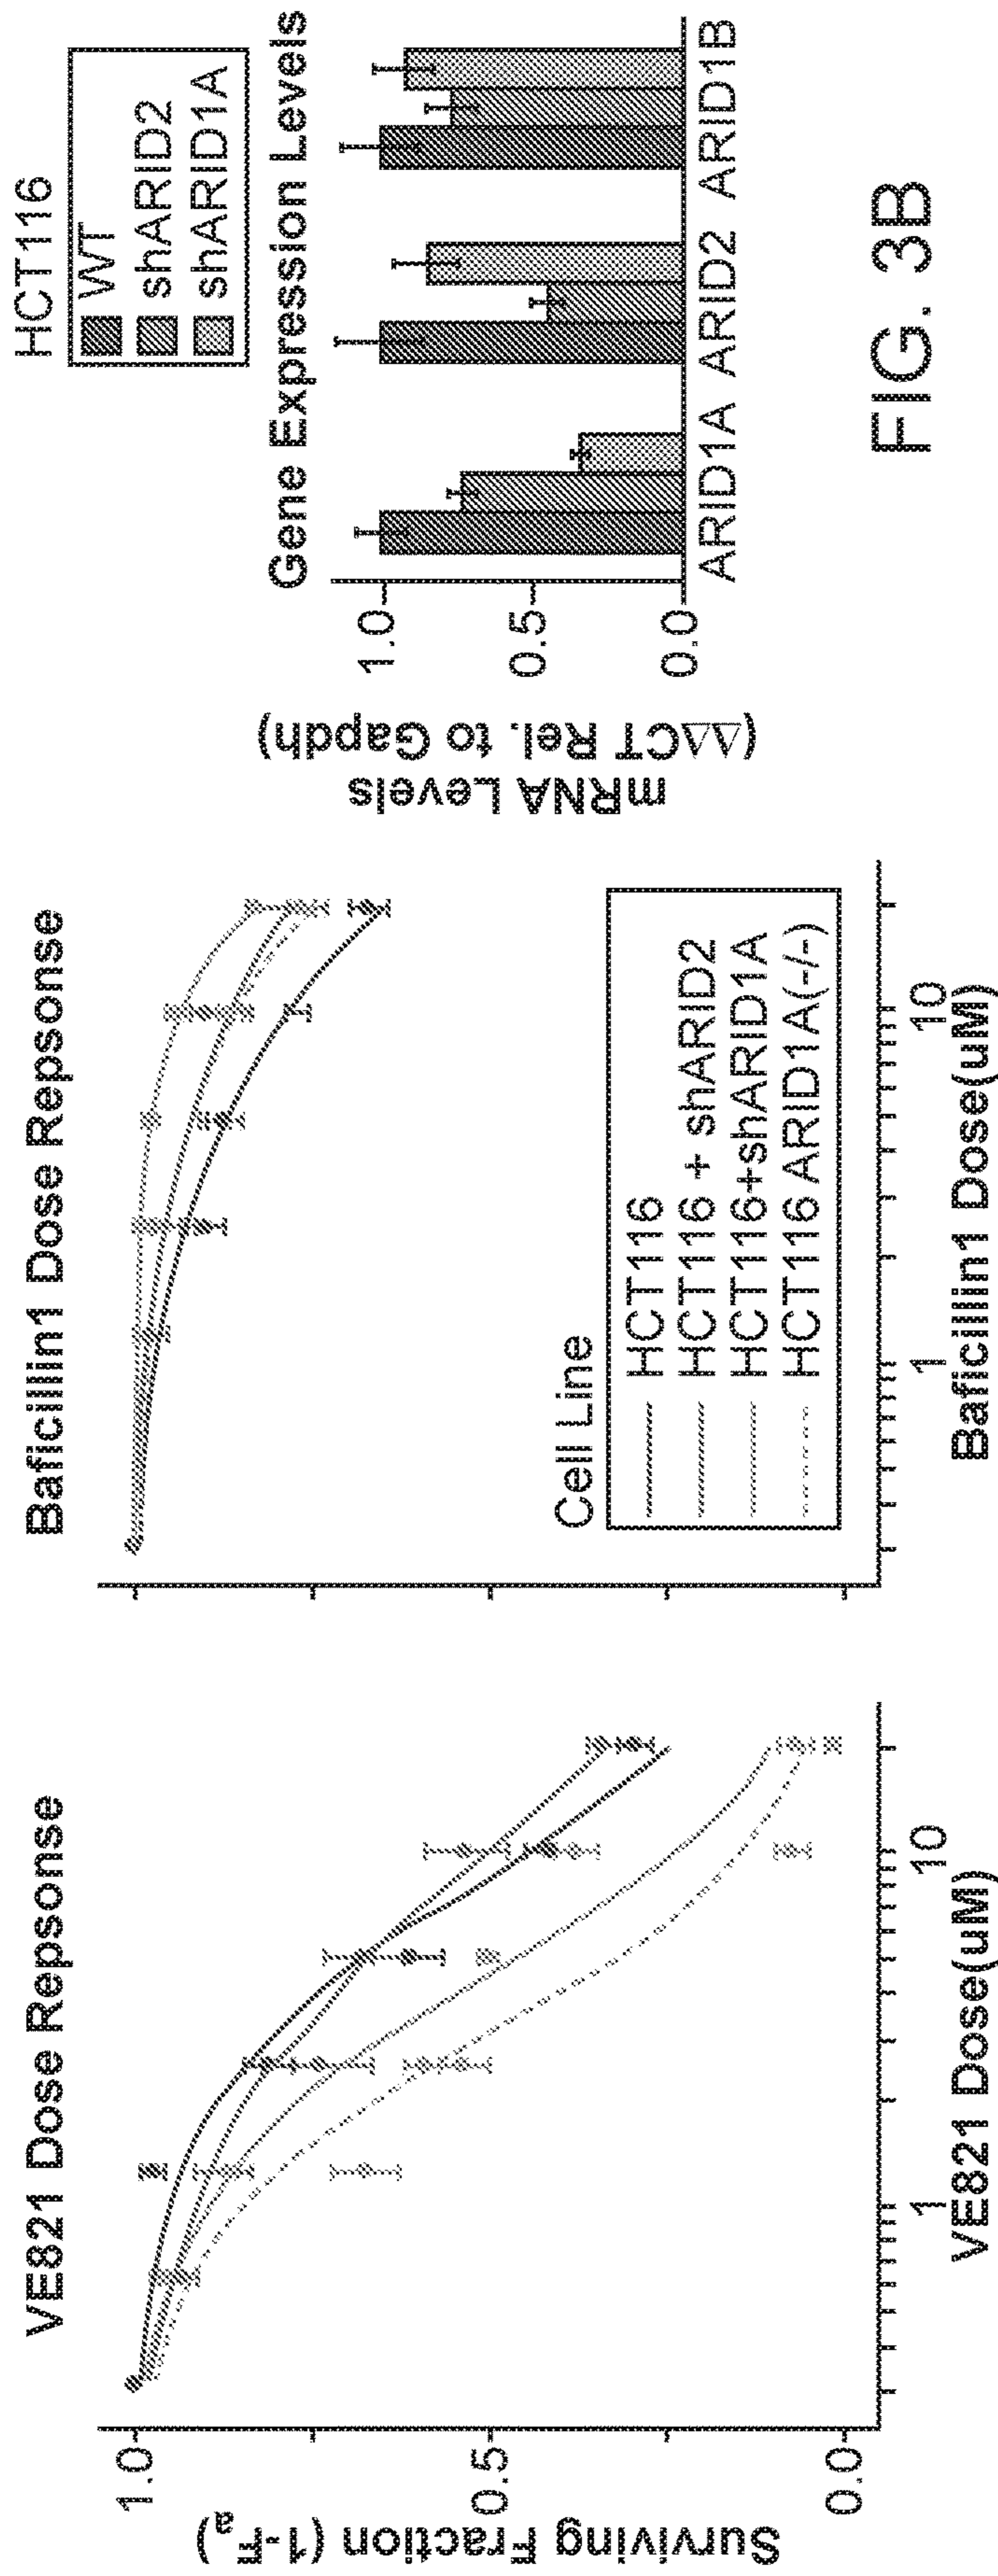 VE821 Dose Repsonse
Surviving Fraction (1-Fa)
1.0
0.5
0.0
1
10
VE821 Dose(uM)
Baficillin1 Dose Repsonse
Cell Line
HCT116
HCT116 + shARID2
HCT116+shARID1A
HCT116 ARID1A(-/-)
1
10
Baficillin1 Dose(uM)
HCT116
WT
shARID2
shARID1A
Gene Expression Levels
mRNA Levels
(ΔΔCT Rel. to Gapdh)
1.0
0.5
0.0
ARID1A ARID2 ARID1B
FIG. 3B